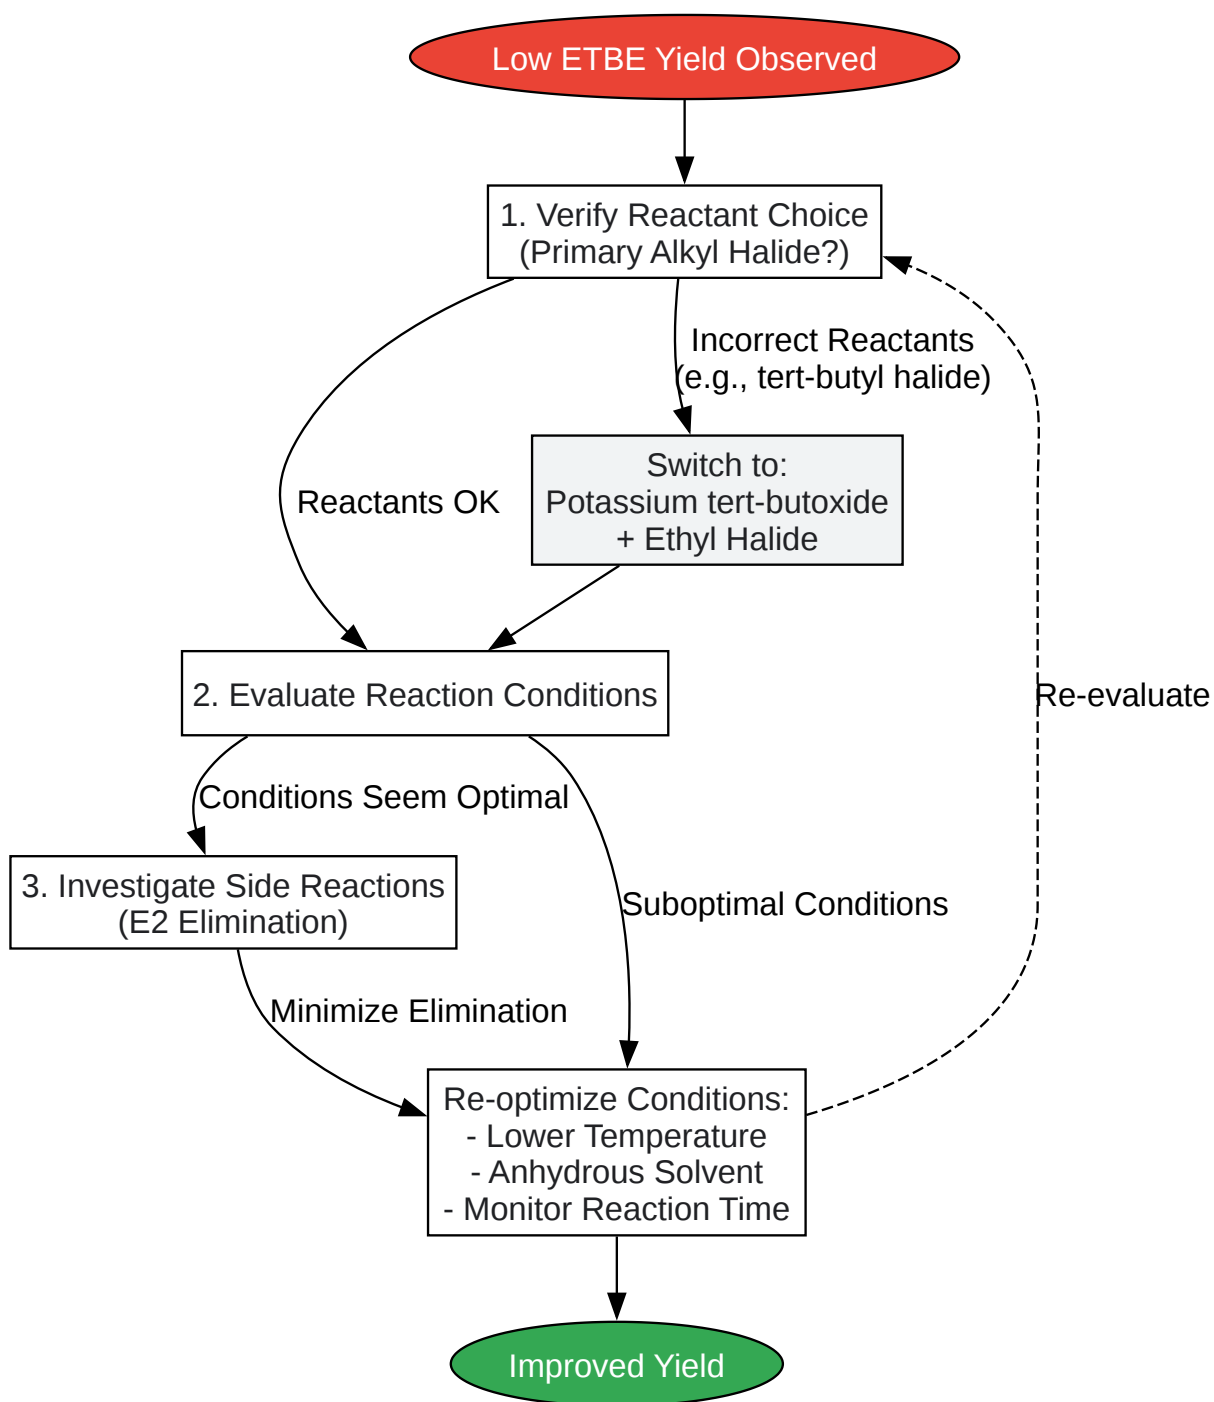 Low ETBE Yield Observed
1. Verify Reactant Choice
(Primary Alkyl Halide?)
Incorrect Reactants
(e.g., tert-butyl halide)
Reactants OK
Switch to:
Potassium tert-butoxide
+ Ethyl Halide
2. Evaluate Reaction Conditions
Re-evaluate
Conditions Seem Optimal
3. Investigate Side Reactions
(E2 Elimination)
Suboptimal Conditions
Minimize Elimination
Re-optimize Conditions:
- Lower Temperature
- Anhydrous Solvent
- Monitor Reaction Time
Improved Yield